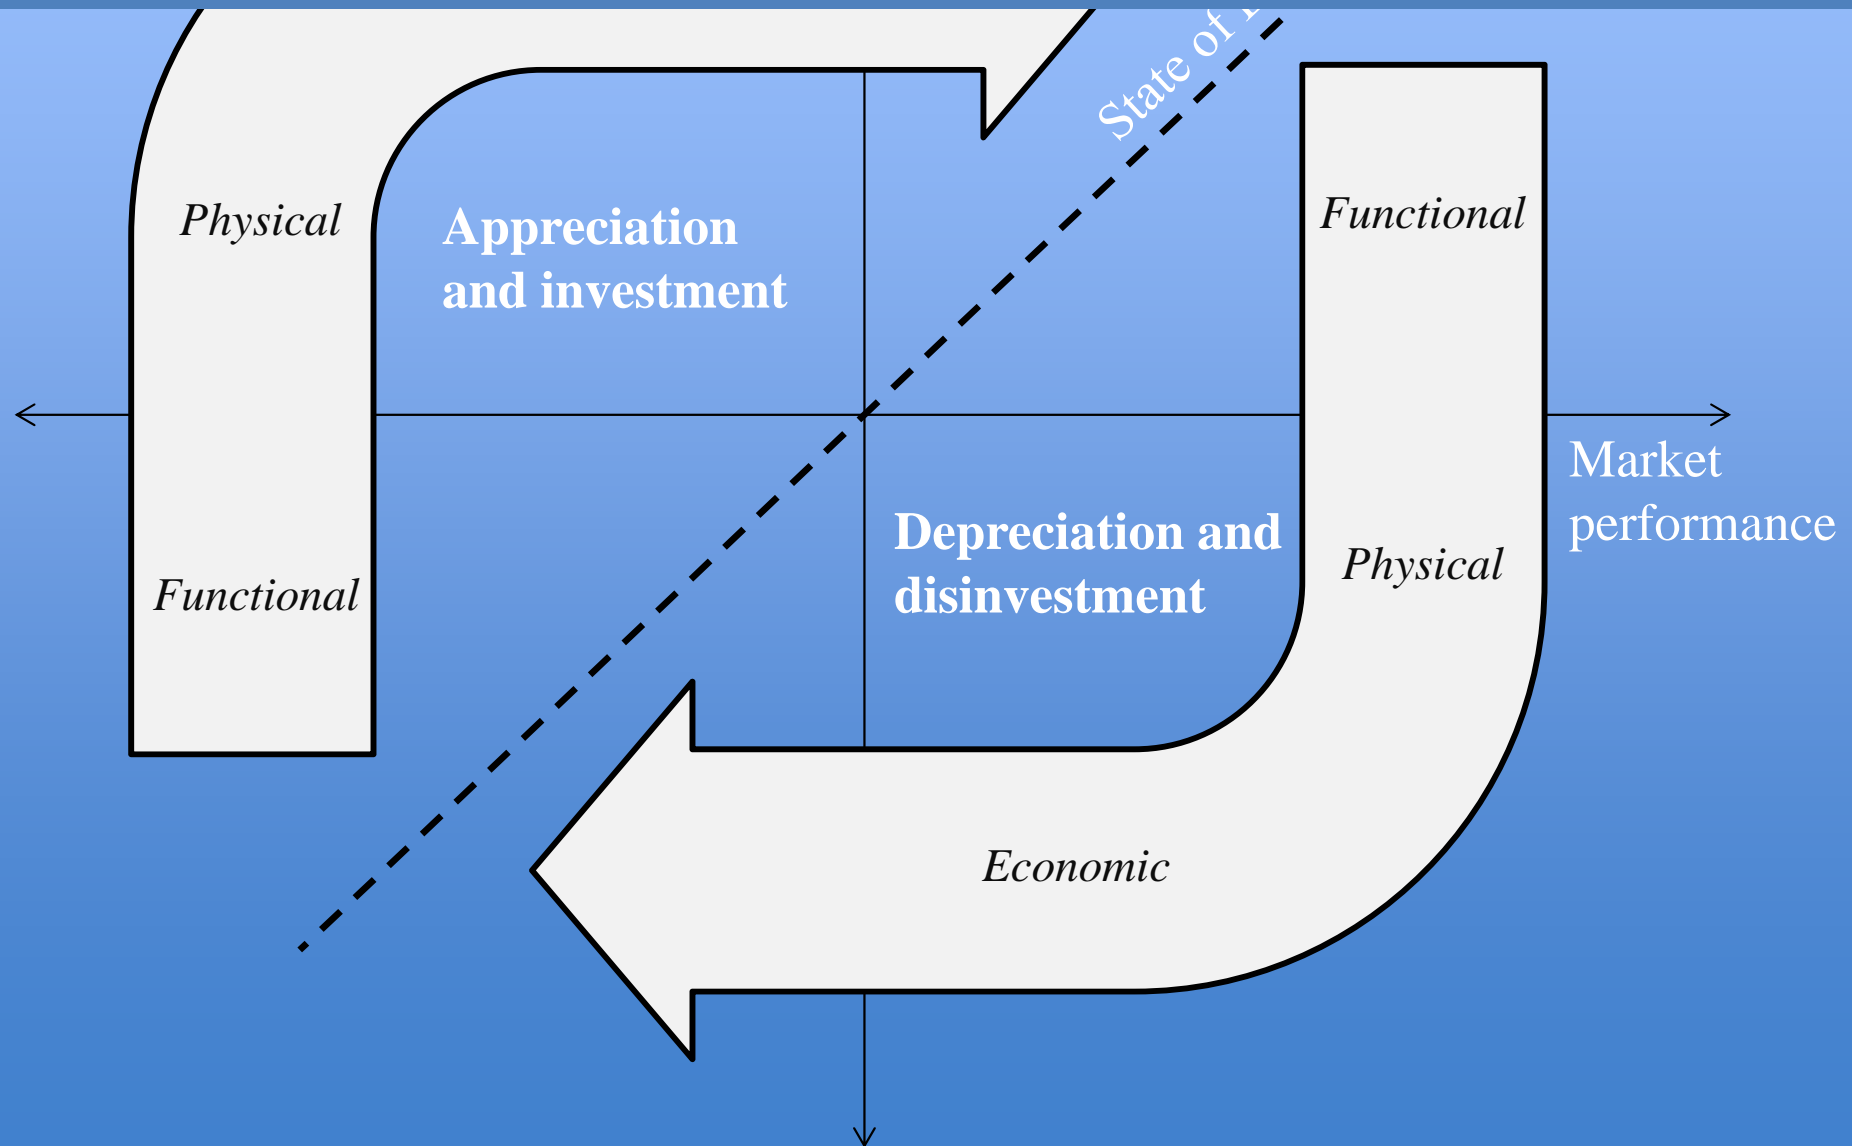 State of
Physical
Appreciation
and investment
Functional
Market
performance
Depreciation and
disinvestment
Physical
Functional
Economic